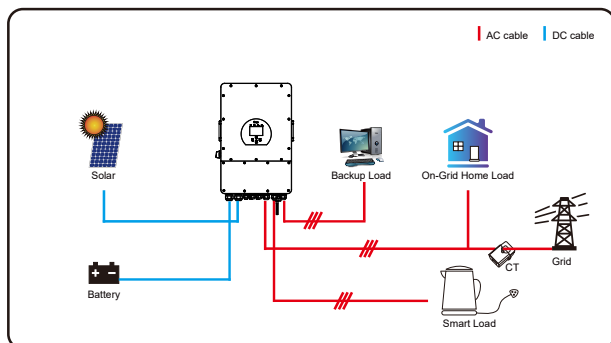 AC cable
DC cable
Solar
Backup Load
On-Grid Home Load
CT
Grid
Battery
Smart Load